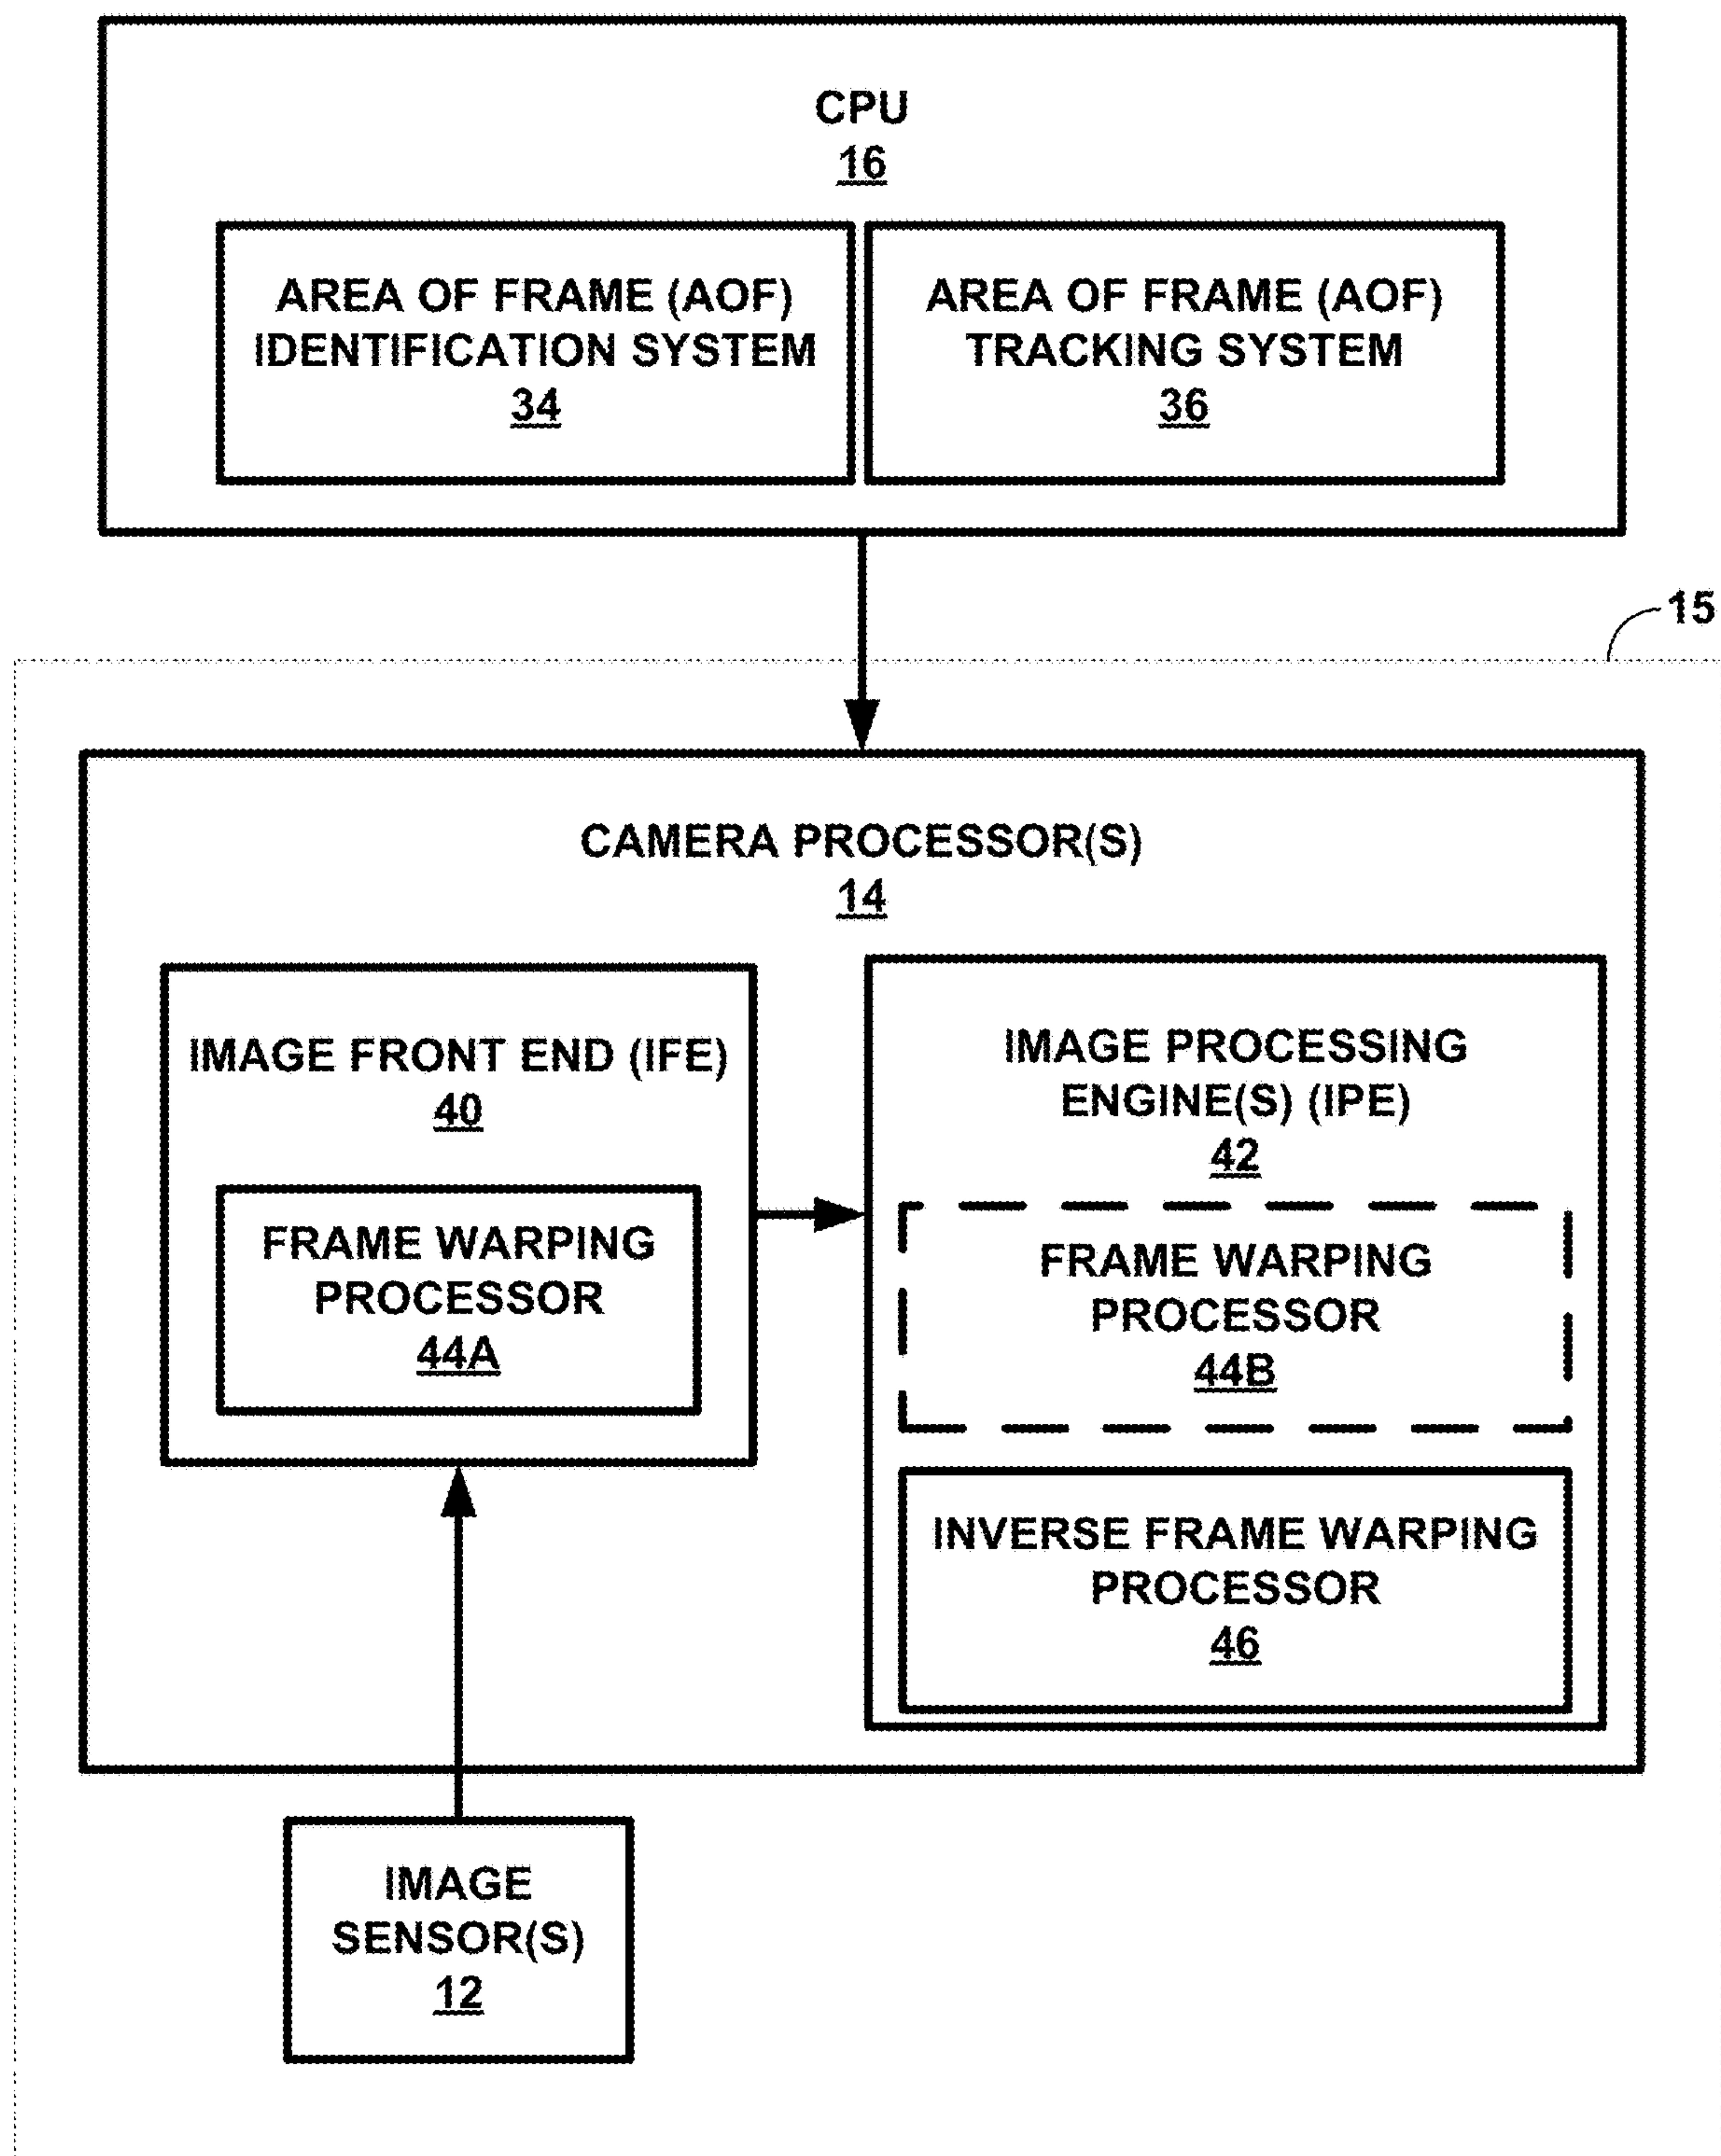 CPU
16
AREA OF FRAME (AOF)
IDENTIFICATION SYSTEM
34
AREA OF FRAME (AOF)
TRACKING SYSTEM
36
15
CAMERA PROCESSOR(S)
14
IMAGE FRONT END (IFE)
40
FRAME WARPING
PROCESSOR
44A
IMAGE PROCESSING
ENGINE(S) (IPE)
42
FRAME WARPING
PROCESSOR
44B
INVERSE FRAME WARPING
PROCESSOR
46
IMAGE
SENSOR(S)
12